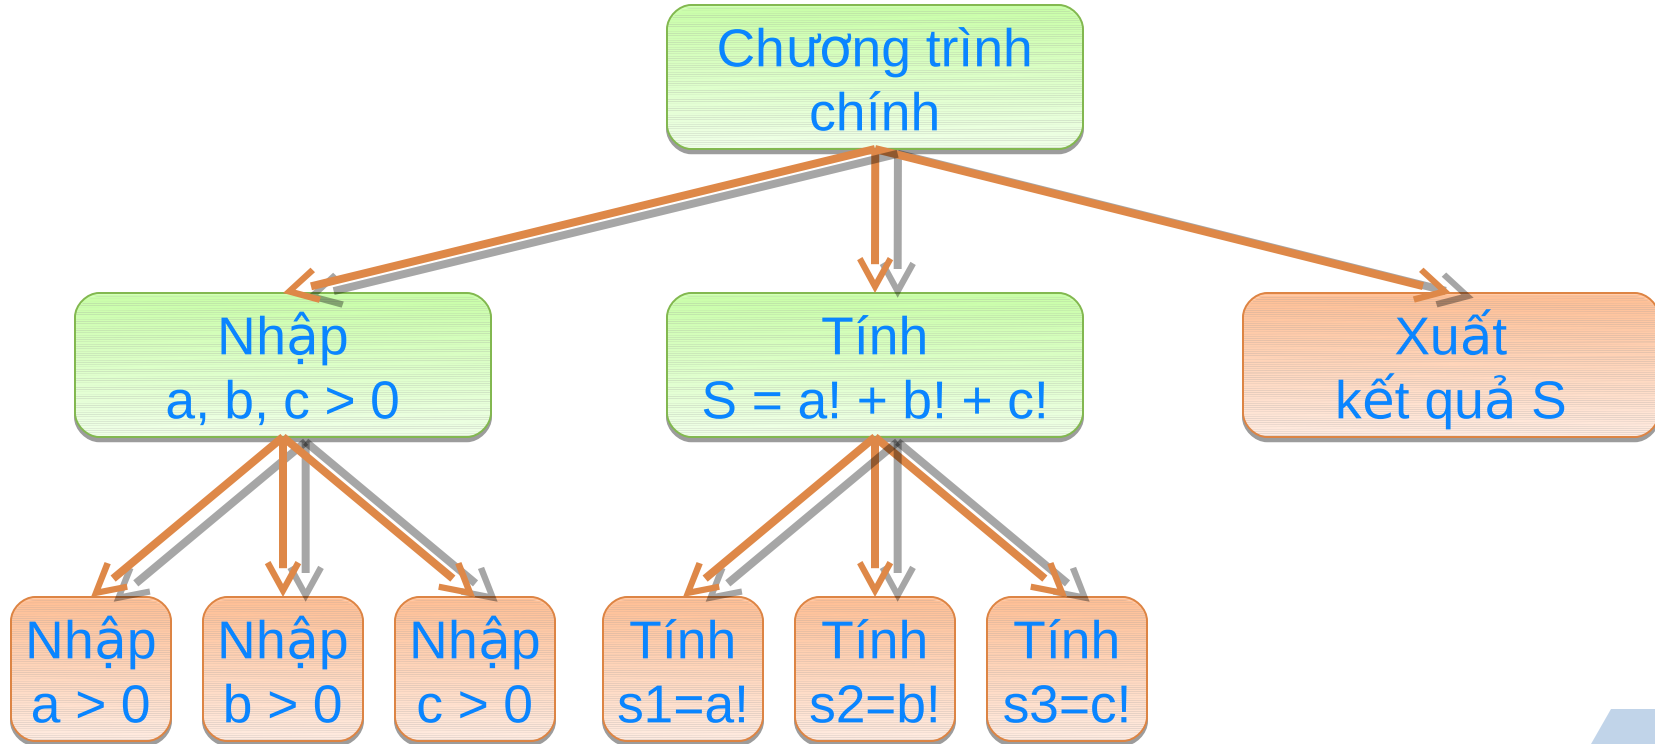 Chương trình
chính
Nhập
a, b, c > 0
Tính
S = a! + b! + c!
Xuất
kết quả S
Nhập
a > 0
Nhập
b > 0
Nhập
c > 0
Tính
s1=a!
Tính
s2=b!
Tính
s3=c!